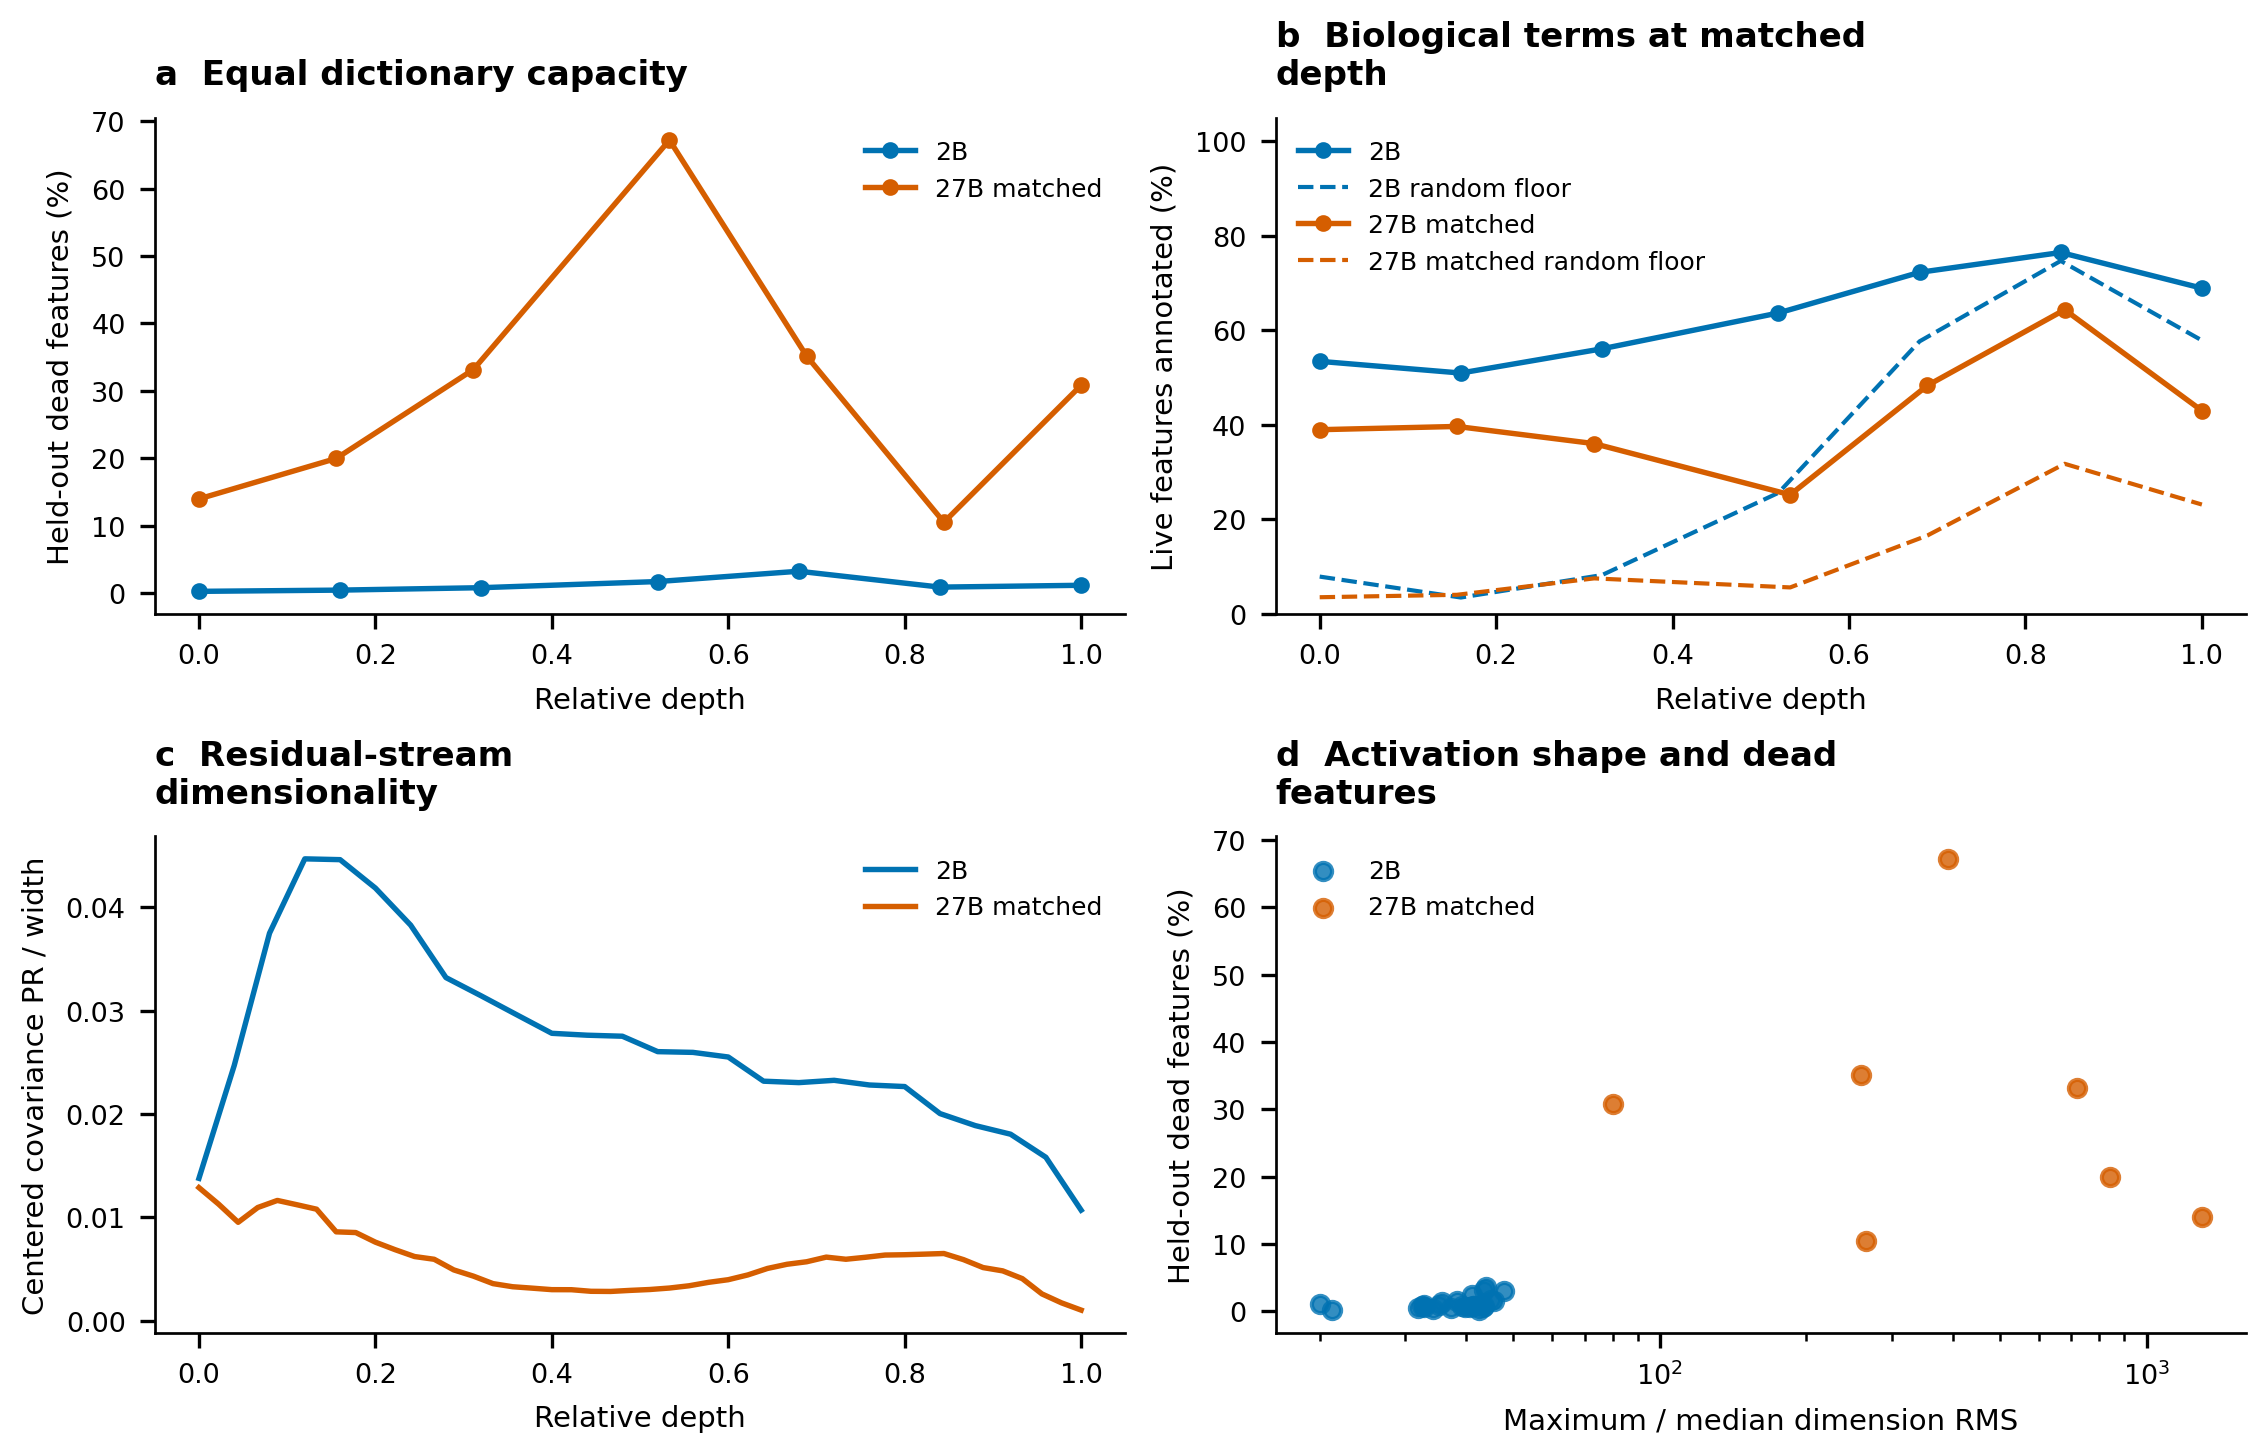 a  Equal dictionary capacity
Held-out dead features (%)
70
60
50
40
30
20
10
0
2B
27B matched
0.0 0.2 0.4 0.6 0.8 1.0
Relative depth
b  Biological terms at matched
depth
Live features annotated (%)
100
80
60
40
20
0
2B
2B random floor
27B matched
27B matched random floor
0.0 0.2 0.4 0.6 0.8 1.0
Relative depth
c  Residual-stream
dimensionality
Centered covariance PR / width
0.04
0.03
0.02
0.01
0.00
2B
27B matched
0.0 0.2 0.4 0.6 0.8 1.0
Relative depth
d  Activation shape and dead
features
Held-out dead features (%)
70
60
50
40
30
20
10
0
2B
27B matched
10² 10³
Maximum / median dimension RMS